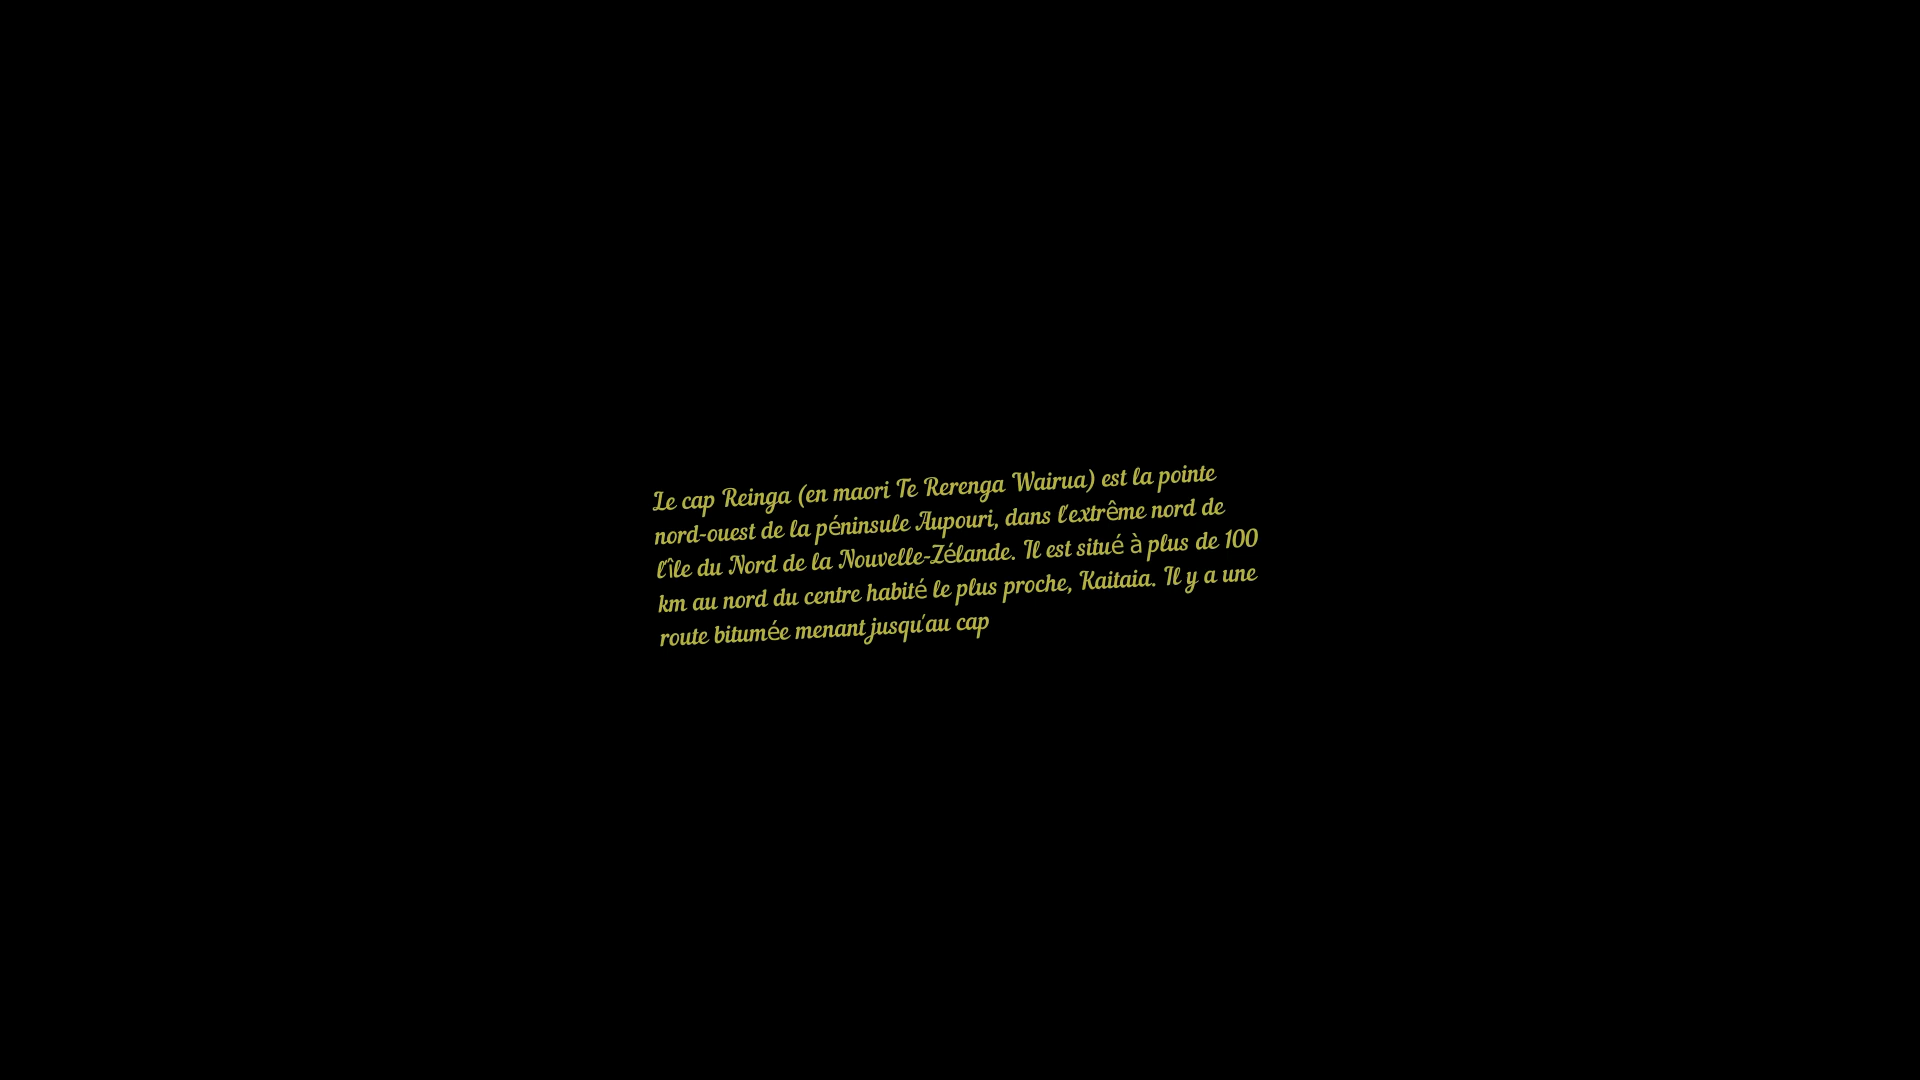 Le cap Reinga (en maori Te Rerenga Wairua) est la pointe
nord-ouest de la péninsule Aupouri, dans l'extrême nord de
l'île du Nord de la Nouvelle-Zélande. Il est situé à plus de 100
km au nord du centre habité le plus proche, Kaitaia. Il y a une
route bitumée menant jusqu'au cap